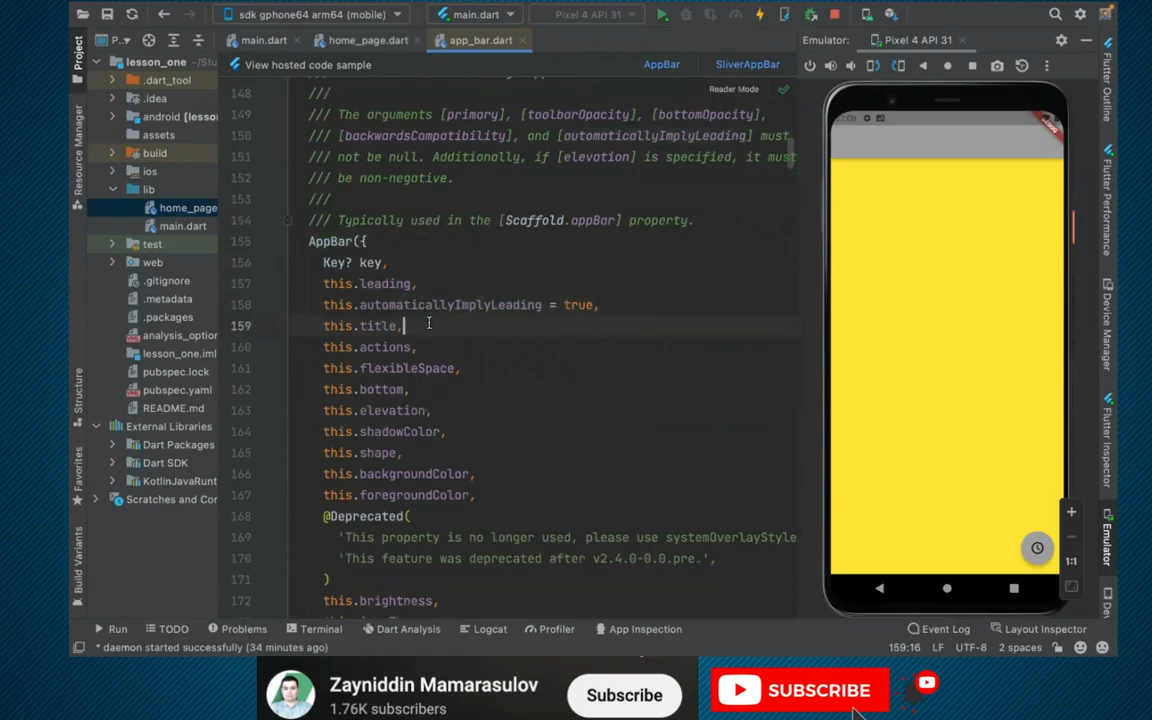 sdk gphone64 arm64 (mobile)
main.dart
Pixel 4 API 31
Project
P..
main.dart
home_page.dart
app_bar.dart
Emulator:
Pixel 4 API 31
View hosted code sample
AppBar
SliverAppBar
Reader Mode
lesson_one
.dart_tool
.idea
android [lesso
assets
build
ios
lib
home_page
main.dart
test
web
.gitignore
.metadata
.packages
analysis_optio
lesson_one.iml
pubspec.lock
pubspec.yaml
README.md
External Libraries
Dart Packages
Dart SDK
KotlinJavaRunt
Scratches and Cor
Resource Manager
Structure
Favorites
Build Variants
148 ///
149 /// The arguments [primary], [toolbarOpacity], [bottomOpacity],
150 /// [backwardsCompatibility], and [automaticallyImplyLeading] must
151 /// not be null. Additionally, if [elevation] is specified, it must
152 /// be non-negative.
153 ///
154 /// Typically used in the [Scaffold.appBar] property.
155 AppBar({
156 Key? key,
157 this.leading,
158 this.automaticallyImplyLeading = true,
159 this.title,
160 this.actions,
161 this.flexibleSpace,
162 this.bottom,
163 this.elevation,
164 this.shadowColor,
165 this.shape,
166 this.backgroundColor,
167 this.foregroundColor,
168 @Deprecated(
169 'This property is no longer used, please use systemOverlayStyle
170 'This feature was deprecated after v2.4.0-0.0.pre.',
171 )
172 this.brightness,
Flutter Outline
Flutter Performance
Device Manager
Flutter Inspector
Emulator
1:1
Run
TODO
Problems
Terminal
Dart Analysis
Logcat
Profiler
App Inspection
Event Log
Layout Inspector
* daemon started successfully (34 minutes ago)
159:16
LF
UTF-8
2 spaces
Zayniddin Mamarasulov
1.76K subscribers
Subscribe
SUBSCRIBE